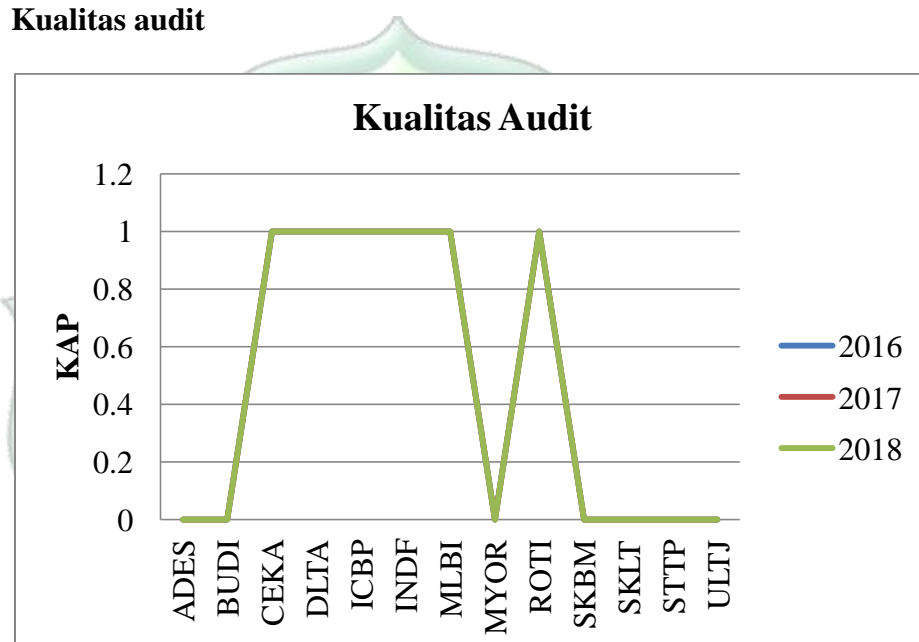 Kualitas audit
Kualitas Audit
1.2
1
0.8
0.6
0.4
0.2
0
KAP
ADES
BUDI
CEKA
DLTA
ICBP
INDF
MLBI
MYOR
ROTI
SKBM
SKLT
STTP
ULTJ
2016
2017
2018